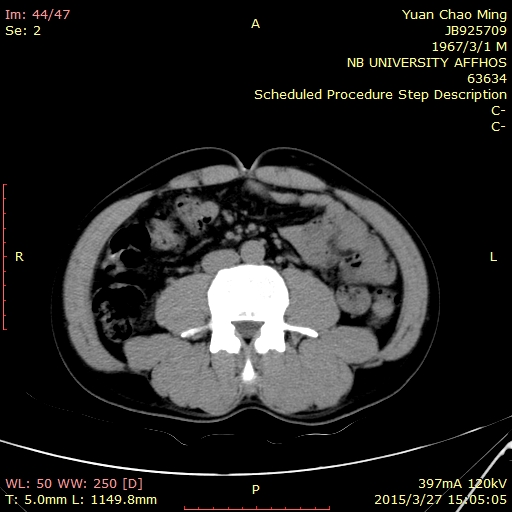 Im: 44/47
Se: 2
A
Yuan Chao Ming
JB925709
1967/3/1 M
NB UNIVERSITY AFFHOS
63634
Scheduled Procedure Step Description
C-
C-
R
L
WL: 50 WW: 250 [D]
T: 5.0mm L: 1149.8mm
P
397mA 120kV
2015/3/27 15:05:05